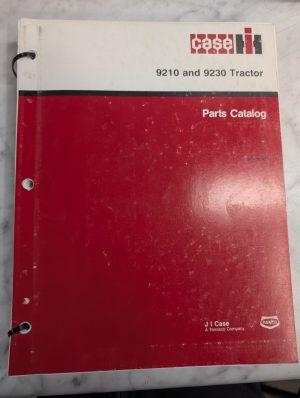 case IH
9210 and 9230 Tractor
Parts Catalog
J I Case
A Tenneco Company